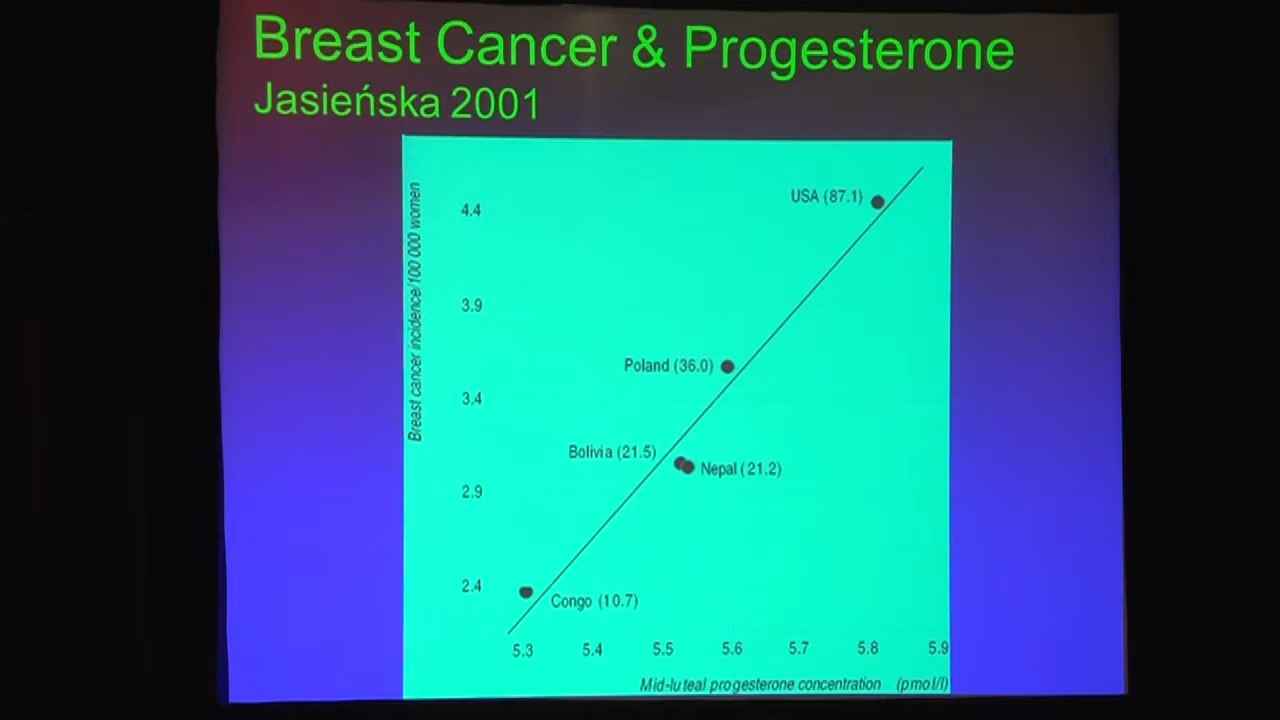 Breast Cancer & Progesterone
Jasieńska 2001
Breast cancer incidence/100 000 women
4.4
3.9
3.4
2.9
2.4
USA (87.1)
Poland (36.0)
Bolivia (21.5)
Nepal (21.2)
Congo (10.7)
5.3 5.4 5.5 5.6 5.7 5.8 5.9
Mid-luteal progesterone concentration (pmol/l)